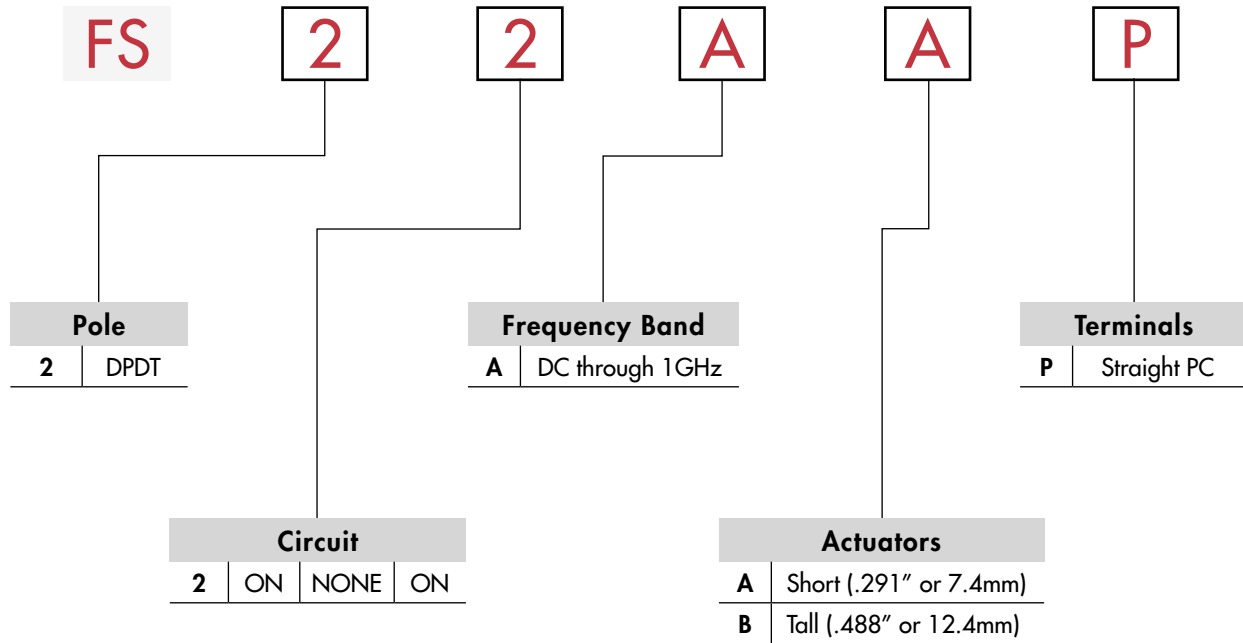 FS 2 2 A A P
Pole
2 DPDT
Frequency Band
A DC through 1GHz
Terminals
P Straight PC
Circuit
2 ON NONE ON
Actuators
A Short (.291” or 7.4mm)
B Tall (.488” or 12.4mm)